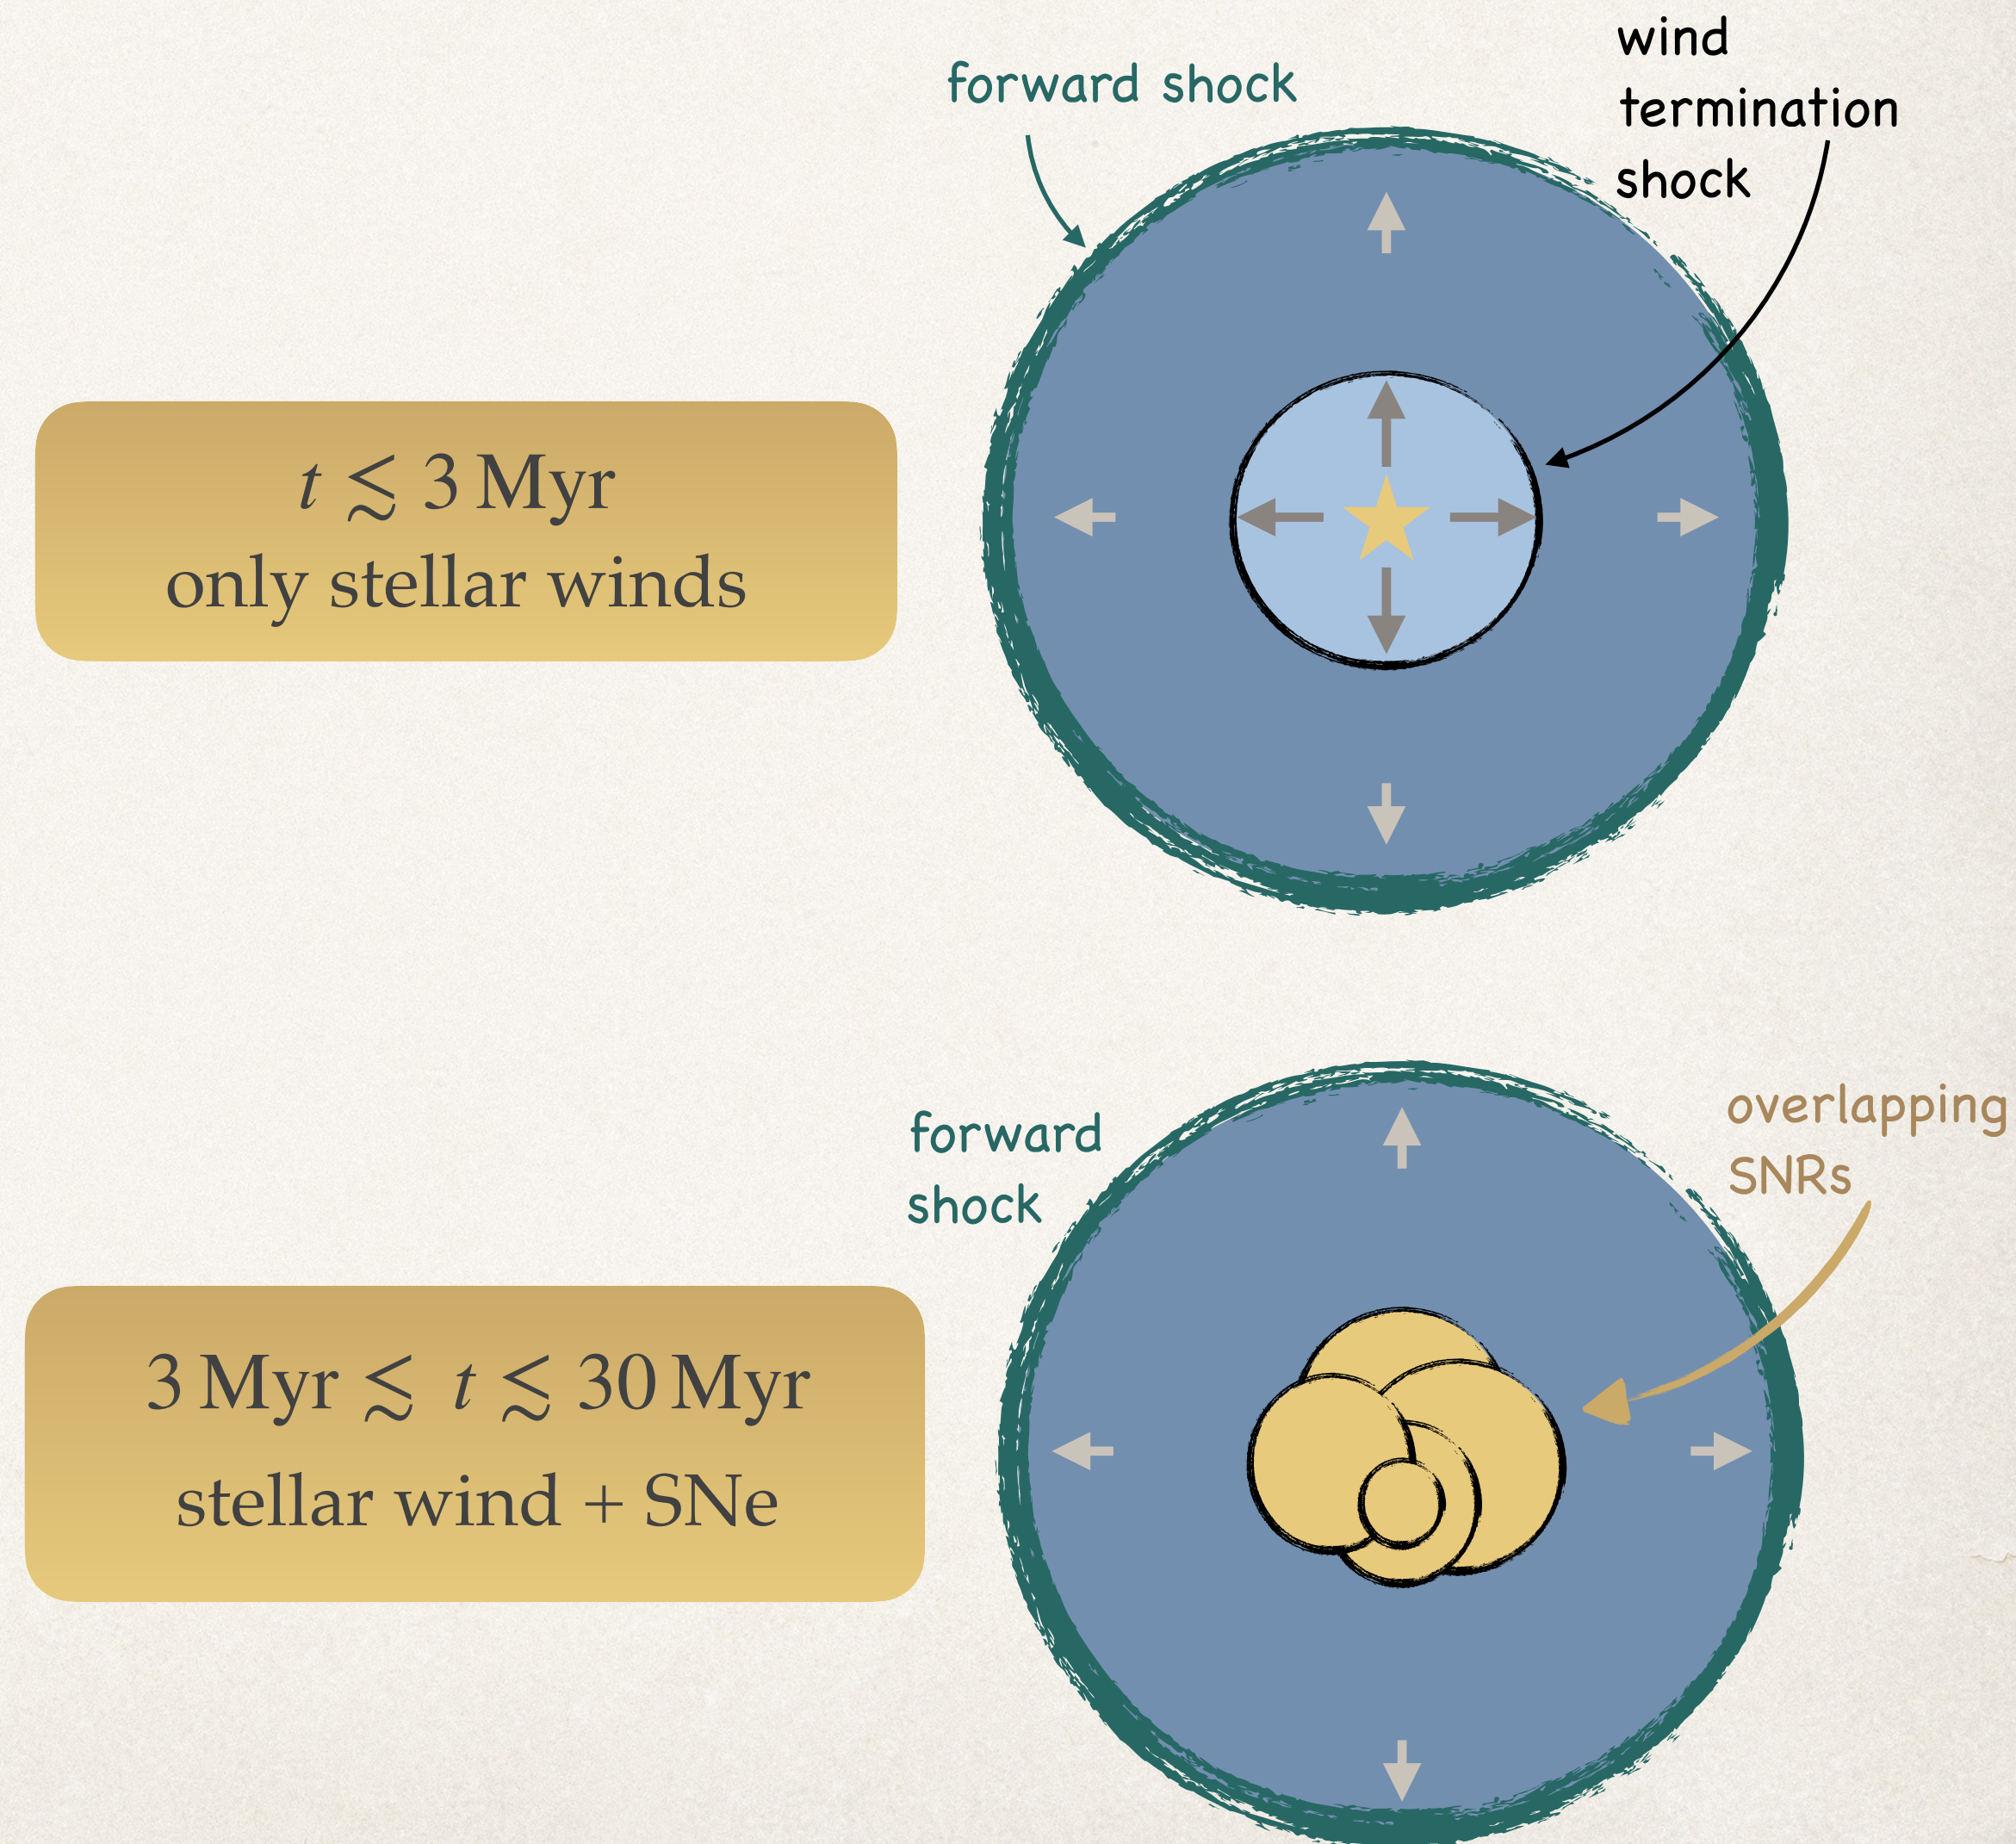 forward shock
wind
termination
shock
t ≲ 3 Myr
only stellar winds
forward
shock
overlapping
SNRs
3 Myr ≲ t ≲ 30 Myr
stellar wind + SNe